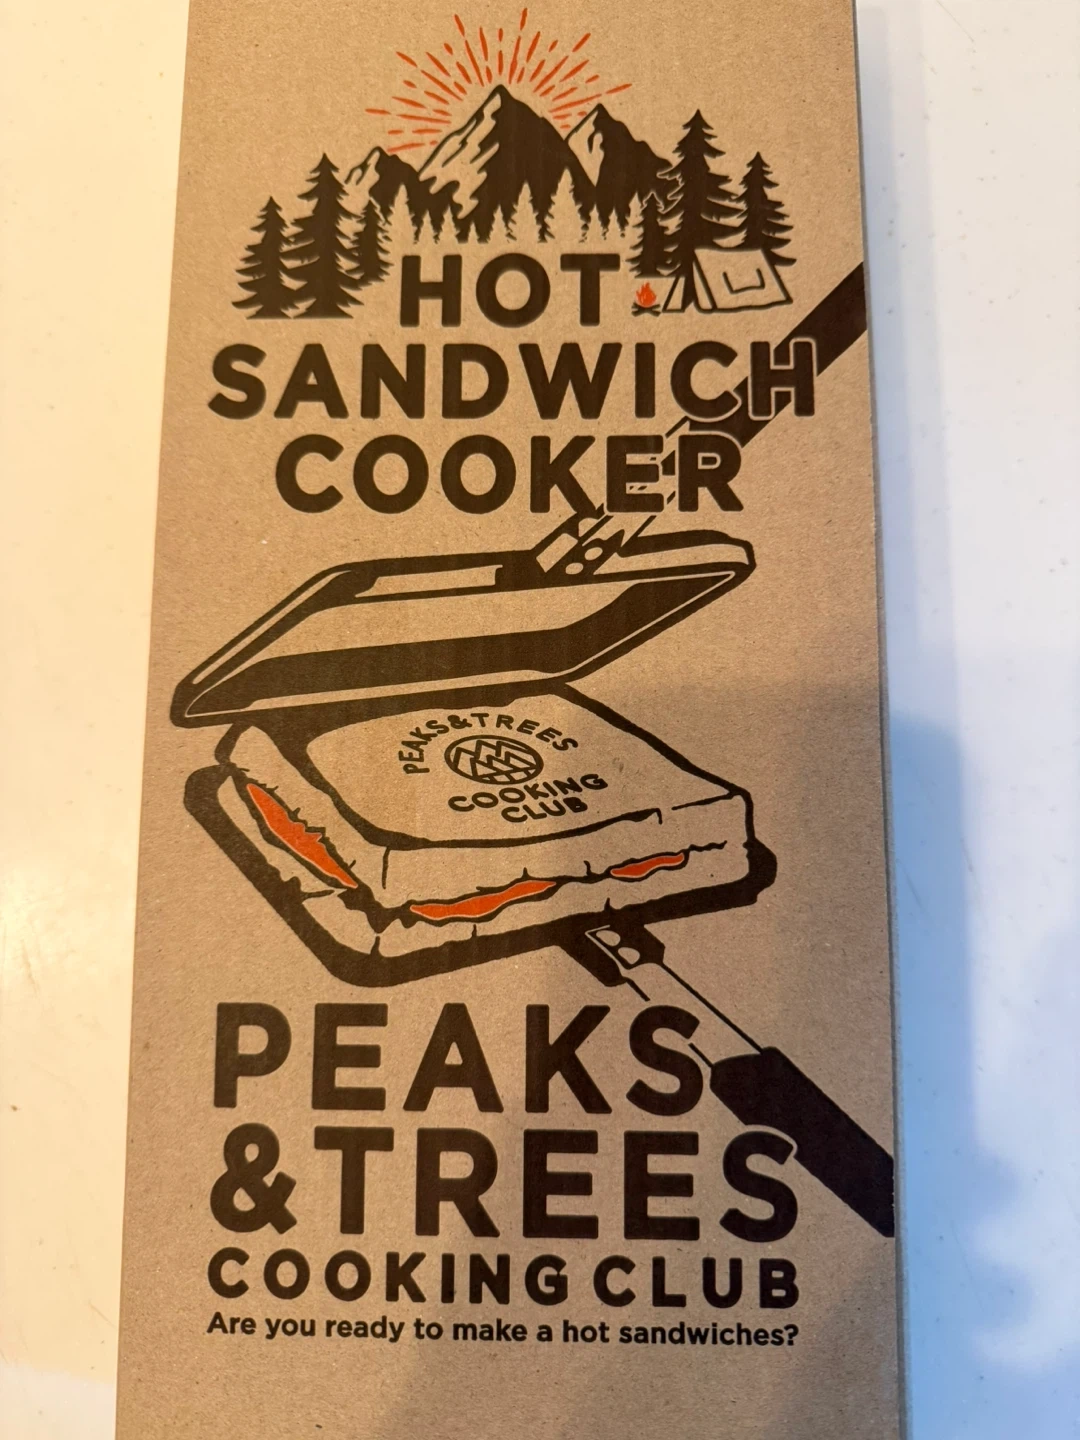 HOT
SANDWICH
COOKER
PEAKS&TREES
COOKING
CLUB
PEAKS
&TREES
COOKING CLUB
Are you ready to make a hot sandwiches?